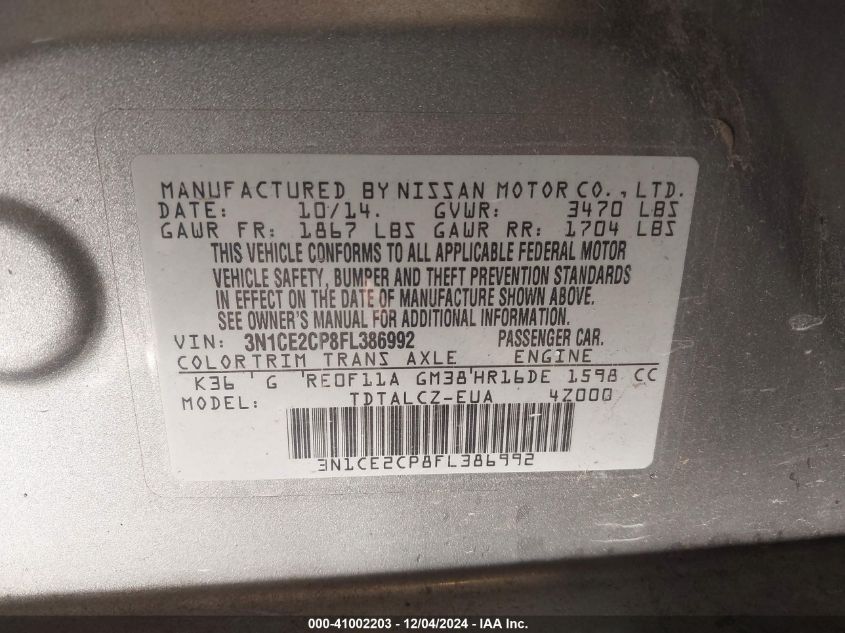 MANUFACTURED BY NISSAN MOTOR CO., LTD.
DATE: 10/14. GVWR: 3470 LBS
GAWR FR: 1867 LBS GAWR RR: 1704 LBS
THIS VEHICLE CONFORMS TO ALL APPLICABLE FEDERAL MOTOR
VEHICLE SAFETY, BUMPER AND THEFT PREVENTION STANDARDS
IN EFFECT ON THE DATE OF MANUFACTURE SHOWN ABOVE.
SEE OWNER'S MANUAL FOR ADDITIONAL INFORMATION.
VIN: 3N1CE2CP8FL386992 PASSENGER CAR.
COLOR TRIM TRANS AXLE ENGINE
K36 G RE0F11A GM38 HR16DE 1598 CC
MODEL: TDTALCZ-EUA 4Z000
3N1CE2CP8FL386992
000-41002203 - 12/04/2024 - IAA Inc.